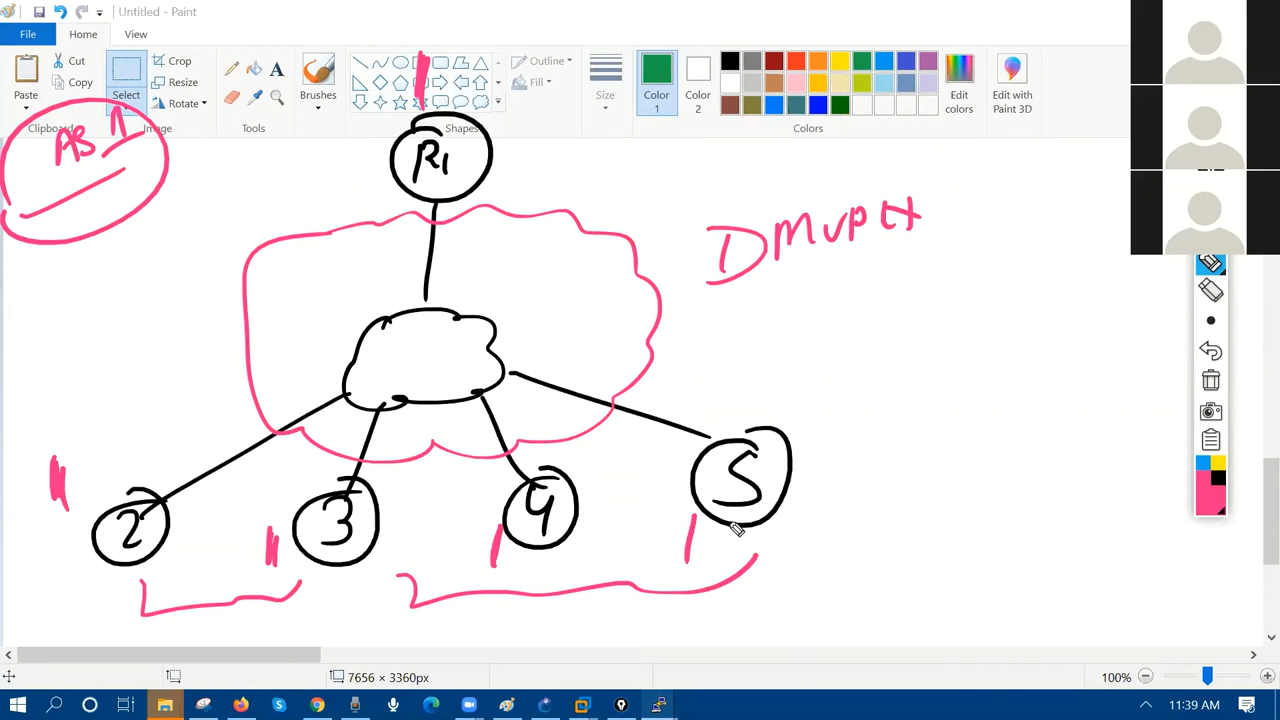 Untitled - Paint
File Home View
Paste
Cut
Copy
Select
Crop
Resize
Rotate
Brushes
Outline
Fill
Size
Color 1
Color 2
Edit colors
Edit with Paint 3D
Clipboard Image Tools Shapes Colors
AB
R1
DMVPN
2
3
4
5
7656 × 3360px
100%
11:39 AM